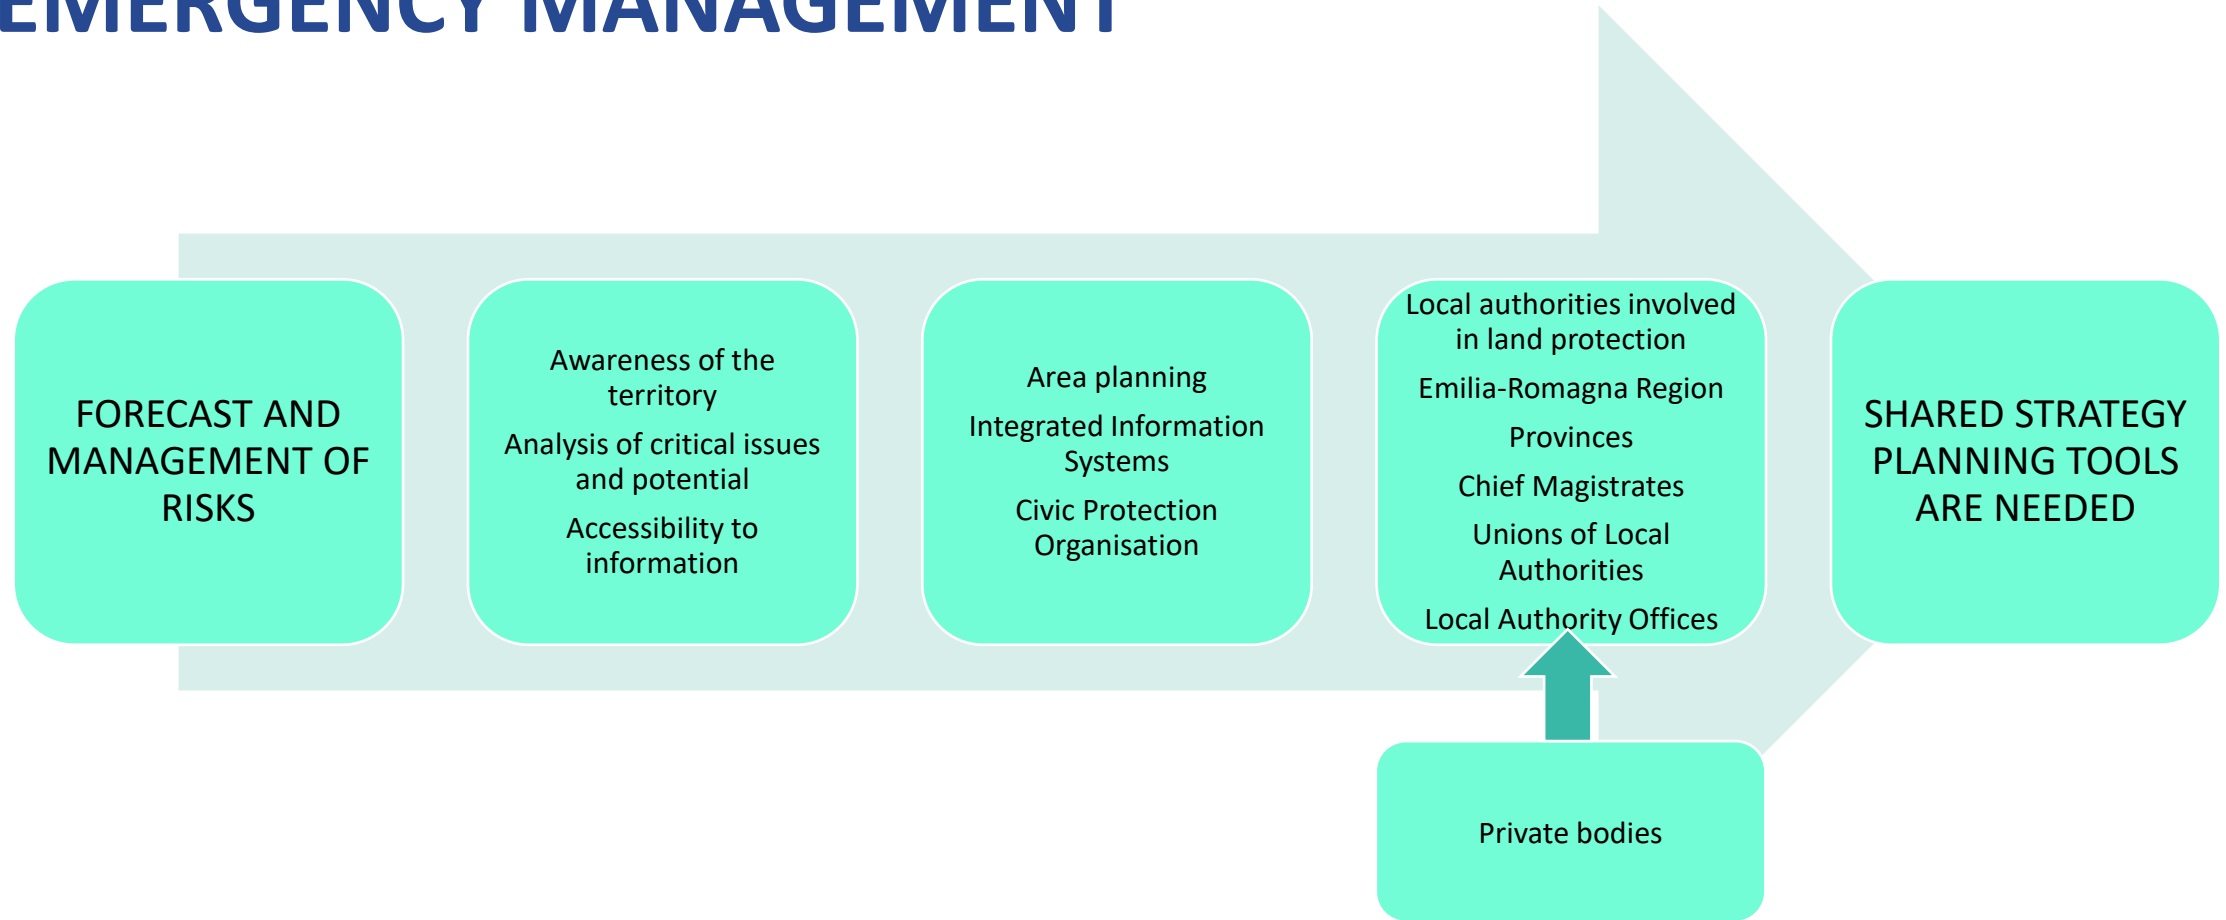 EMERGENCY MANAGEMENT
FORECAST AND
MANAGEMENT OF
RISKS
Awareness of the
territory
Analysis of critical issues
and potential
Accessibility to
information
Area planning
Integrated Information
Systems
Civic Protection
Organisation
Local authorities involved
in land protection
Emilia-Romagna Region
Provinces
Chief Magistrates
Unions of Local
Authorities
Local Authority Offices
SHARED STRATEGY
PLANNING TOOLS
ARE NEEDED
Private bodies